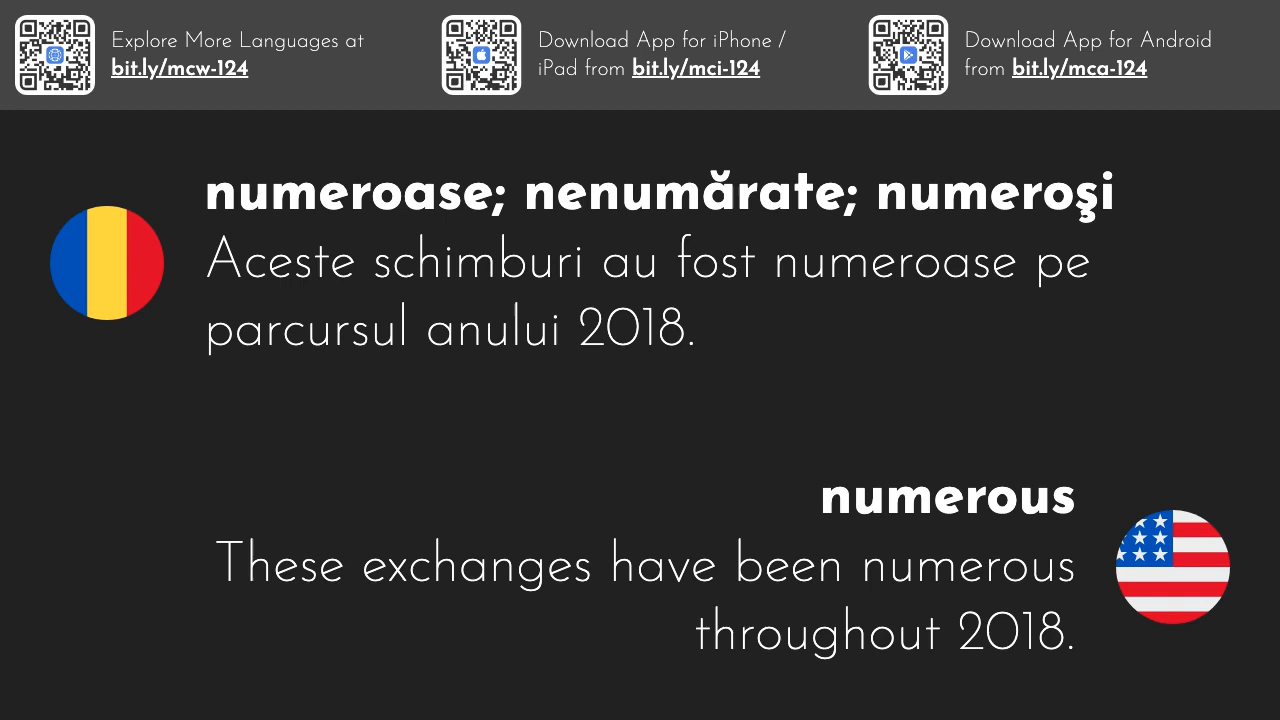 Explore More Languages at
bit.ly/mcw-124
Download App for iPhone /
iPad from bit.ly/mci-124
Download App for Android
from bit.ly/mca-124
numeroase; nenumărate; numeroşi
Aceste schimburi au fost numeroase pe
parcursul anului 2018.
numerous
These exchanges have been numerous
throughout 2018.